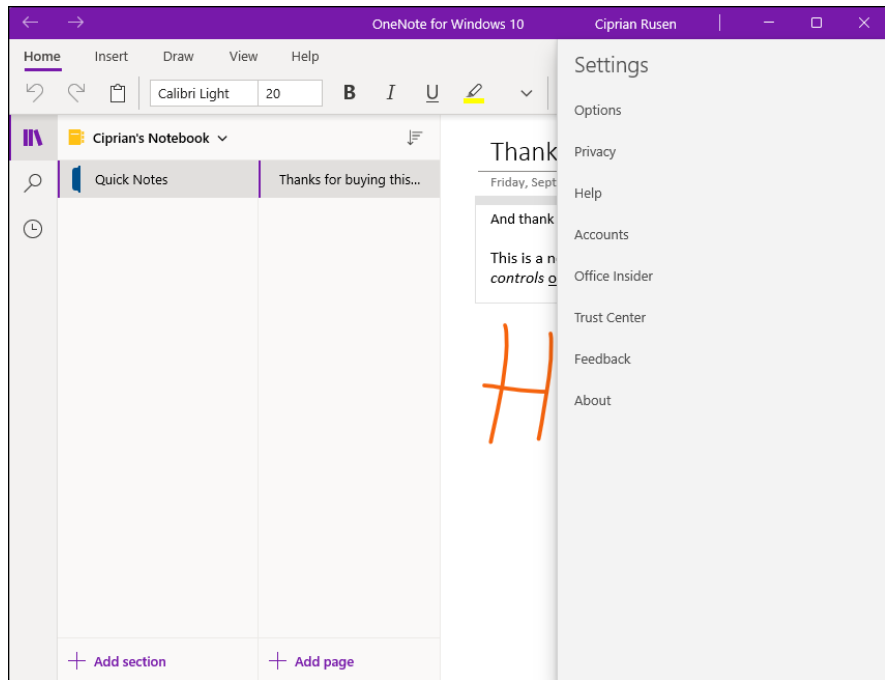 OneNote for Windows 10
Ciprian Rusen
Home
Insert
Draw
View
Help
Calibri Light
20
B
I
U
Ciprian's Notebook
Quick Notes
Thanks for buying this...
Add section
Add page
Thank
Friday, Sept
And thank
This is a n
controls o
H
Settings
Options
Privacy
Help
Accounts
Office Insider
Trust Center
Feedback
About